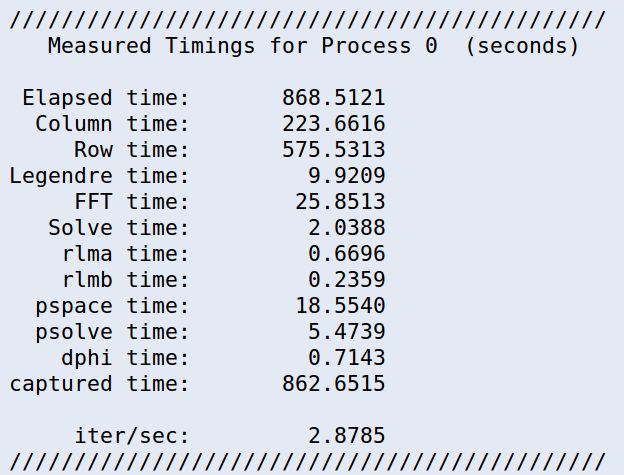 //////////////////////////////////////////////
Measured Timings for Process 0  (seconds)
Elapsed time:       868.5121
Column time:       223.6616
Row time:       575.5313
Legendre time:         9.9209
FFT time:        25.8513
Solve time:         2.0388
rlma time:         0.6696
rlmb time:         0.2359
pspace time:        18.5540
psolve time:         5.4739
dphi time:         0.7143
captured time:       862.6515
iter/sec:         2.8785
//////////////////////////////////////////////